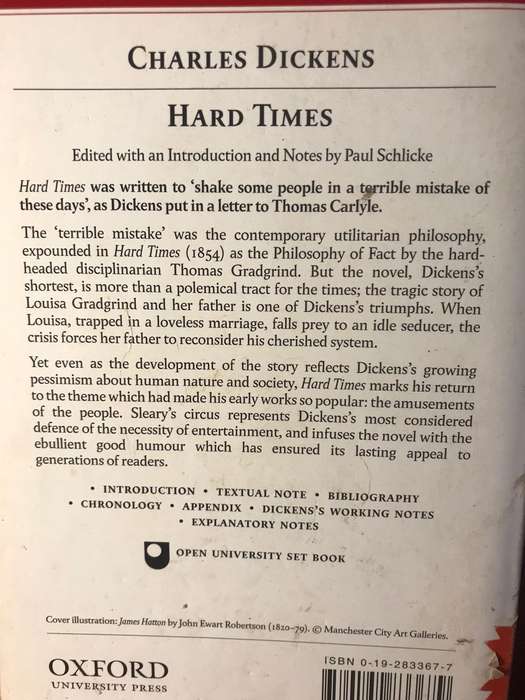 CHARLES DICKENS
HARD TIMES
Edited with an Introduction and Notes by Paul Schlicke
Hard Times was written to ‘shake some people in a terrible mistake of
these days’, as Dickens put in a letter to Thomas Carlyle.
The ‘terrible mistake’ was the contemporary utilitarian philosophy,
expounded in Hard Times (1854) as the Philosophy of Fact by the hard-
headed disciplinarian Thomas Gradgrind. But the novel, Dickens’s
shortest, is more than a polemical tract for the times; the tragic story of
Louisa Gradgrind and her father is one of Dickens’s triumphs. When
Louisa, trapped in a loveless marriage, falls prey to an idle seducer, the
crisis forces her father to reconsider his cherished system.
Yet even as the development of the story reflects Dickens’s growing
pessimism about human nature and society, Hard Times marks his return
to the theme which had made his early works so popular: the amusements
of the people. Sleary’s circus represents Dickens’s most considered
defence of the necessity of entertainment, and infuses the novel with the
ebullient good humour which has ensured its lasting appeal to
generations of readers.
• INTRODUCTION • TEXTUAL NOTE • BIBLIOGRAPHY
• CHRONOLOGY • APPENDIX • DICKENS’S WORKING NOTES
• EXPLANATORY NOTES
OPEN UNIVERSITY SET BOOK
Cover illustration: James Hatton by John Ewart Robertson (1820–79). © Manchester City Art Galleries.
OXFORD
UNIVERSITY PRESS
ISBN 0-19-283367-7